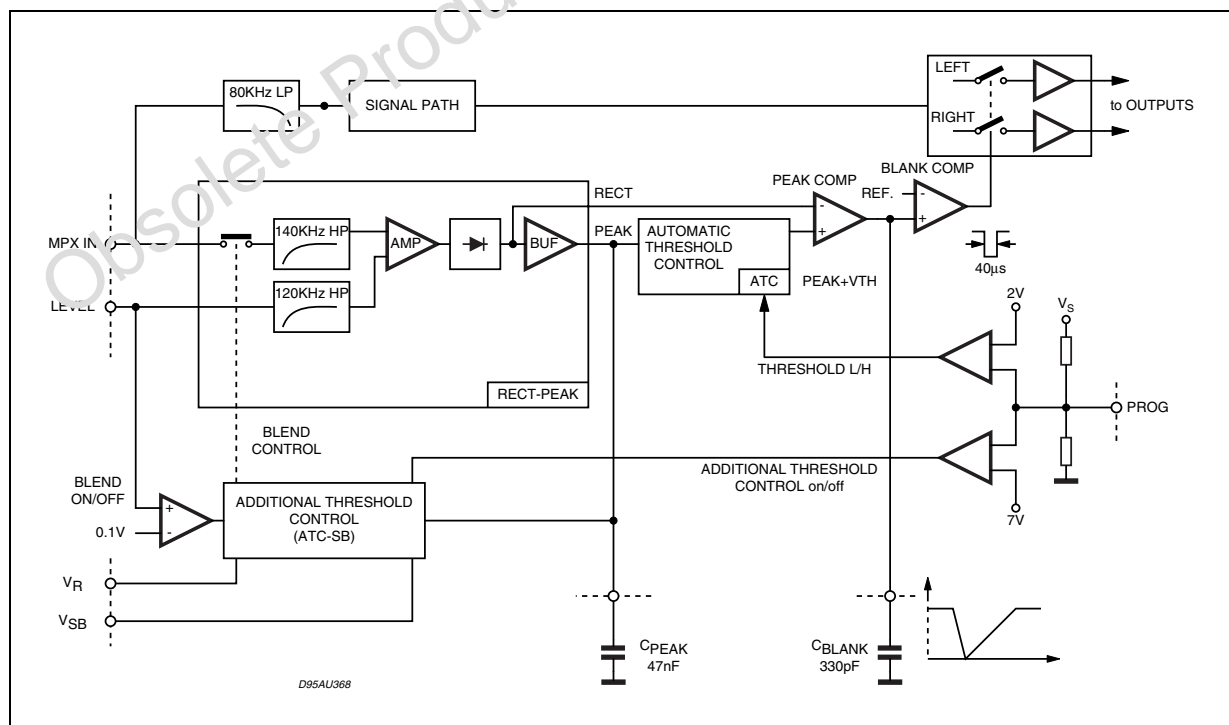 Obsolete Produ
80KHz LP
SIGNAL PATH
LEFT
RIGHT
to OUTPUTS
RECT
PEAK COMP
BLANK COMP
REF.
-
+
-
+
MPX IN
140KHz HP
AMP
BUF
PEAK
AUTOMATIC
THRESHOLD
CONTROL
ATC
PEAK+VTH
40µs
LEVEL
120KHz HP
2V
VS
THRESHOLD L/H
RECT-PEAK
PROG
BLEND
CONTROL
ADDITIONAL THRESHOLD
CONTROL on/off
7V
BLEND
ON/OFF
+
-
0.1V
ADDITIONAL THRESHOLD
CONTROL
(ATC-SB)
VR
VSB
CPEAK
47nF
CBLANK
330pF
D95AU368